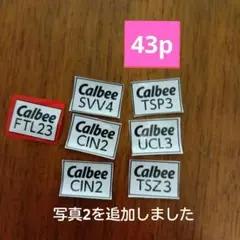 43p
Calbee
SVV4
Calbee
TSP3
Calbee
FTL23
Calbee
CIN2
Calbee
UCL3
Calbee
CIN2
Calbee
TSZ3
写真2を追加しました